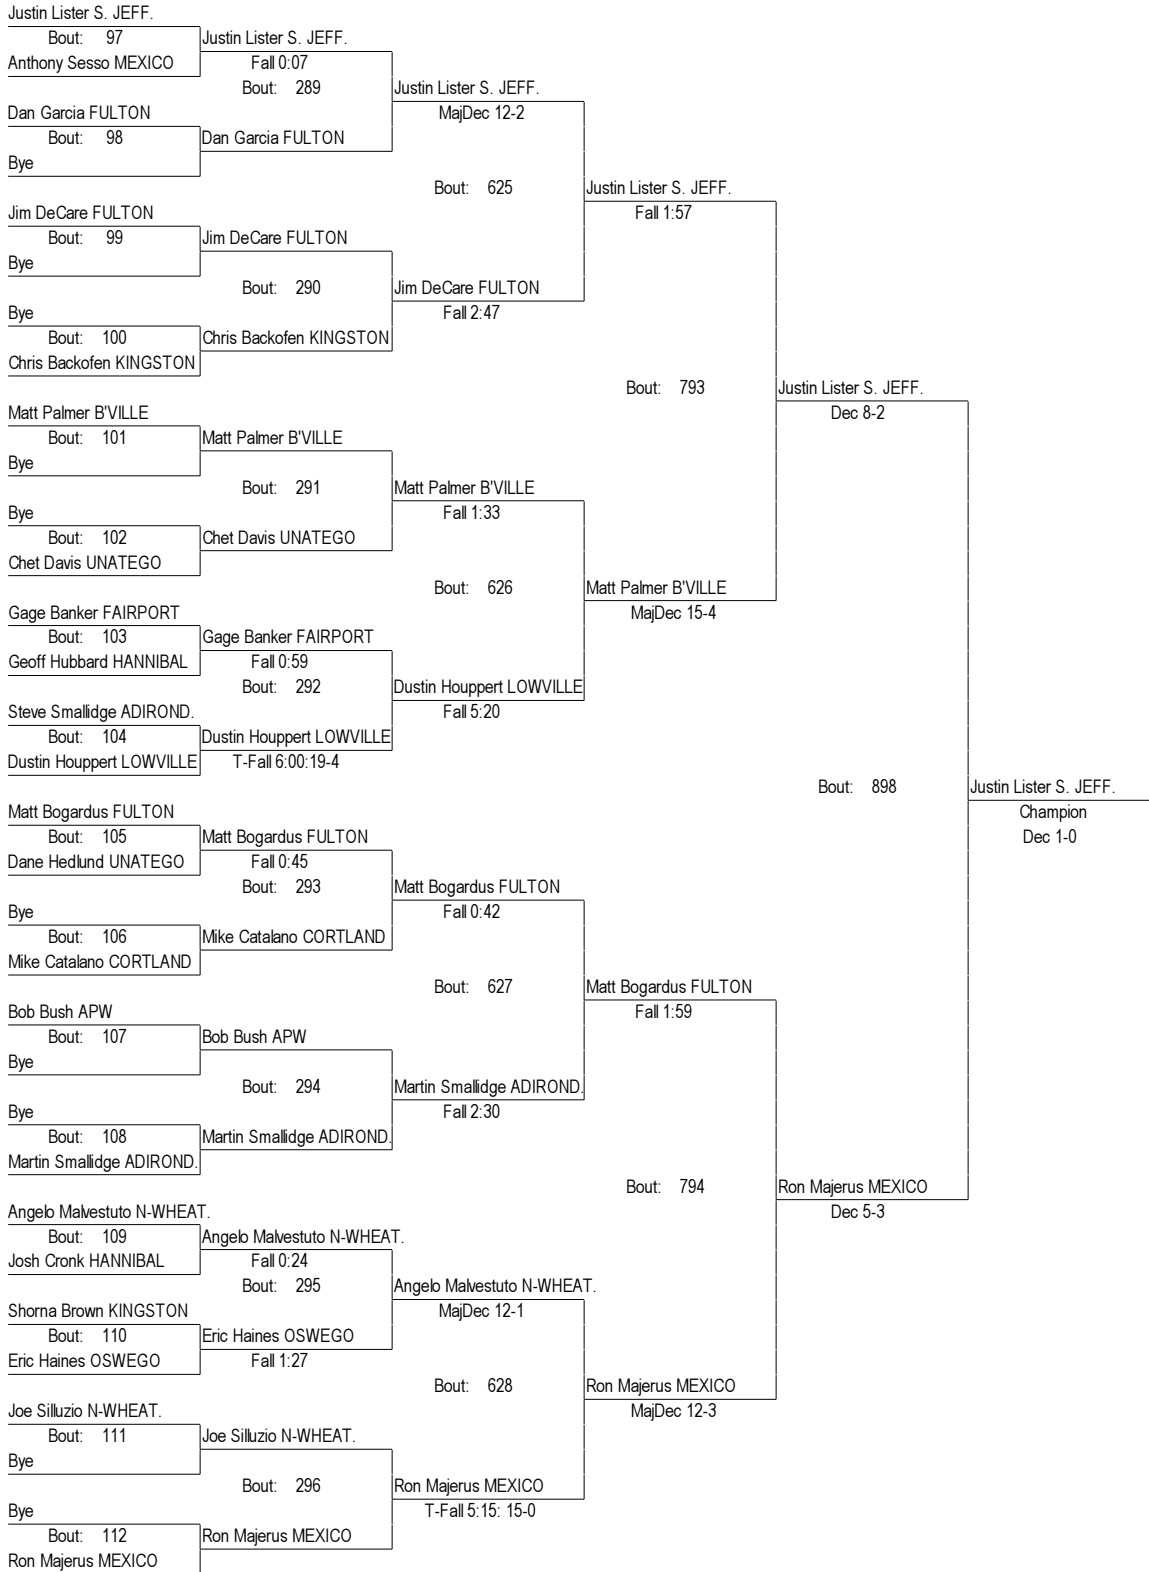 Justin Lister S. JEFF.
Bout: 97 Justin Lister S. JEFF.
Anthony Sesso MEXICO Fall 0:07
Bout: 289 Justin Lister S. JEFF.
Dan Garcia FULTON MajDec 12-2
Bout: 98 Dan Garcia FULTON
Bye
Bout: 625 Justin Lister S. JEFF.
Jim DeCare FULTON Fall 1:57
Bout: 99 Jim DeCare FULTON
Bye
Bout: 290 Jim DeCare FULTON
Bye Fall 2:47
Bout: 100 Chris Backofen KINGSTON
Chris Backofen KINGSTON
Bout: 793 Justin Lister S. JEFF.
Matt Palmer B'VILLE Dec 8-2
Bout: 101 Matt Palmer B'VILLE
Bye
Bout: 291 Matt Palmer B'VILLE
Bye Fall 1:33
Bout: 102 Chet Davis UNATEGO
Chet Davis UNATEGO
Bout: 626 Matt Palmer B'VILLE
Gage Banker FAIRPORT MajDec 15-4
Bout: 103 Gage Banker FAIRPORT
Geoff Hubbard HANNIBAL Fall 0:59
Bout: 292 Dustin Houppert LOWVILLE
Steve Smallidge ADIROND. Fall 5:20
Bout: 104 Dustin Houppert LOWVILLE
Dustin Houppert LOWVILLE T-Fall 6:00:19-4
Bout: 898 Justin Lister S. JEFF.
Matt Bogardus FULTON Champion
Bout: 105 Matt Bogardus FULTON Dec 1-0
Dane Hedlund UNATEGO Fall 0:45
Bout: 293 Matt Bogardus FULTON
Bye Fall 0:42
Bout: 106 Mike Catalano CORTLAND
Mike Catalano CORTLAND
Bout: 627 Matt Bogardus FULTON
Bob Bush APW Fall 1:59
Bout: 107 Bob Bush APW
Bye
Bout: 294 Martin Smallidge ADIROND.
Bye Fall 2:30
Bout: 108 Martin Smallidge ADIROND.
Martin Smallidge ADIROND.
Bout: 794 Ron Majerus MEXICO
Angelo Malvestuto N-WHEAT. Dec 5-3
Bout: 109 Angelo Malvestuto N-WHEAT.
Josh Cronk HANNIBAL Fall 0:24
Bout: 295 Angelo Malvestuto N-WHEAT.
Shorna Brown KINGSTON MajDec 12-1
Bout: 110 Eric Haines OSWEGO
Eric Haines OSWEGO Fall 1:27
Bout: 628 Ron Majerus MEXICO
Joe Silluzio N-WHEAT. MajDec 12-3
Bout: 111 Joe Silluzio N-WHEAT.
Bye
Bout: 296 Ron Majerus MEXICO
Bye T-Fall 5:15: 15-0
Bout: 112 Ron Majerus MEXICO
Ron Majerus MEXICO